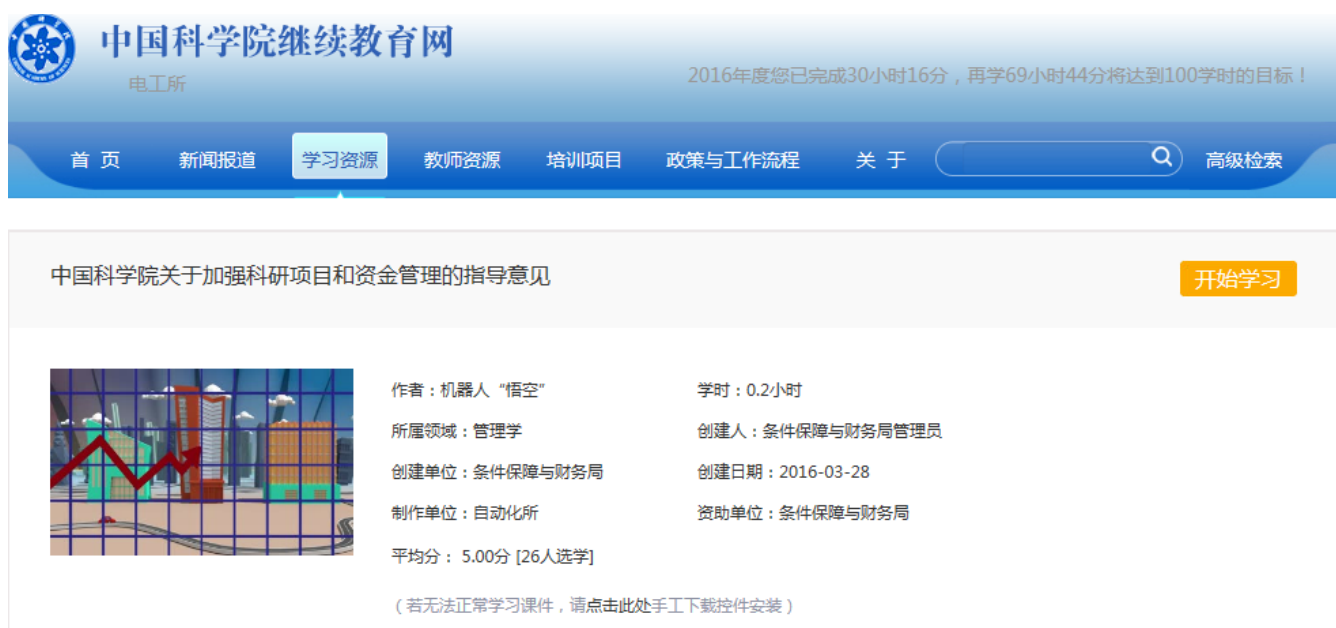 中国科学院继续教育网
电工所
2016年度您已完成30小时16分，再学69小时44分将达到100学时的目标！
首 页 新闻报道 学习资源 教师资源 培训项目 政策与工作流程 关 于 高级检索
中国科学院关于加强科研项目和资金管理的指导意见
开始学习
作者：机器人“悟空” 学时：0.2小时
所属领域：管理学 创建人：条件保障与财务局管理员
创建单位：条件保障与财务局 创建日期：2016-03-28
制作单位：自动化所 资助单位：条件保障与财务局
平均分： 5.00分 [26人选学]
（若无法正常学习课件，请点击此处手工下载控件安装）